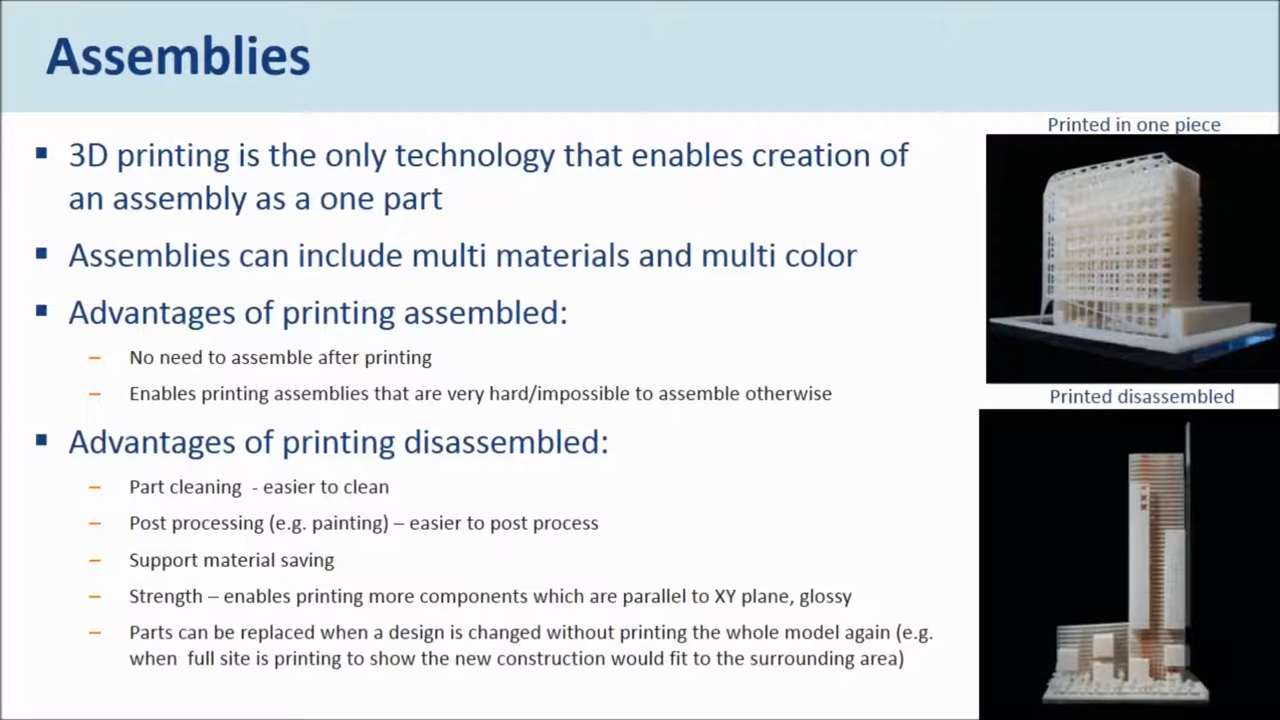 Assemblies
3D printing is the only technology that enables creation of
an assembly as a one part
Assemblies can include multi materials and multi color
Advantages of printing assembled:
– No need to assemble after printing
– Enables printing assemblies that are very hard/impossible to assemble otherwise
Advantages of printing disassembled:
– Part cleaning - easier to clean
– Post processing (e.g. painting) – easier to post process
– Support material saving
– Strength – enables printing more components which are parallel to XY plane, glossy
– Parts can be replaced when a design is changed without printing the whole model again (e.g.
when full site is printing to show the new construction would fit to the surrounding area)
Printed in one piece
Printed disassembled